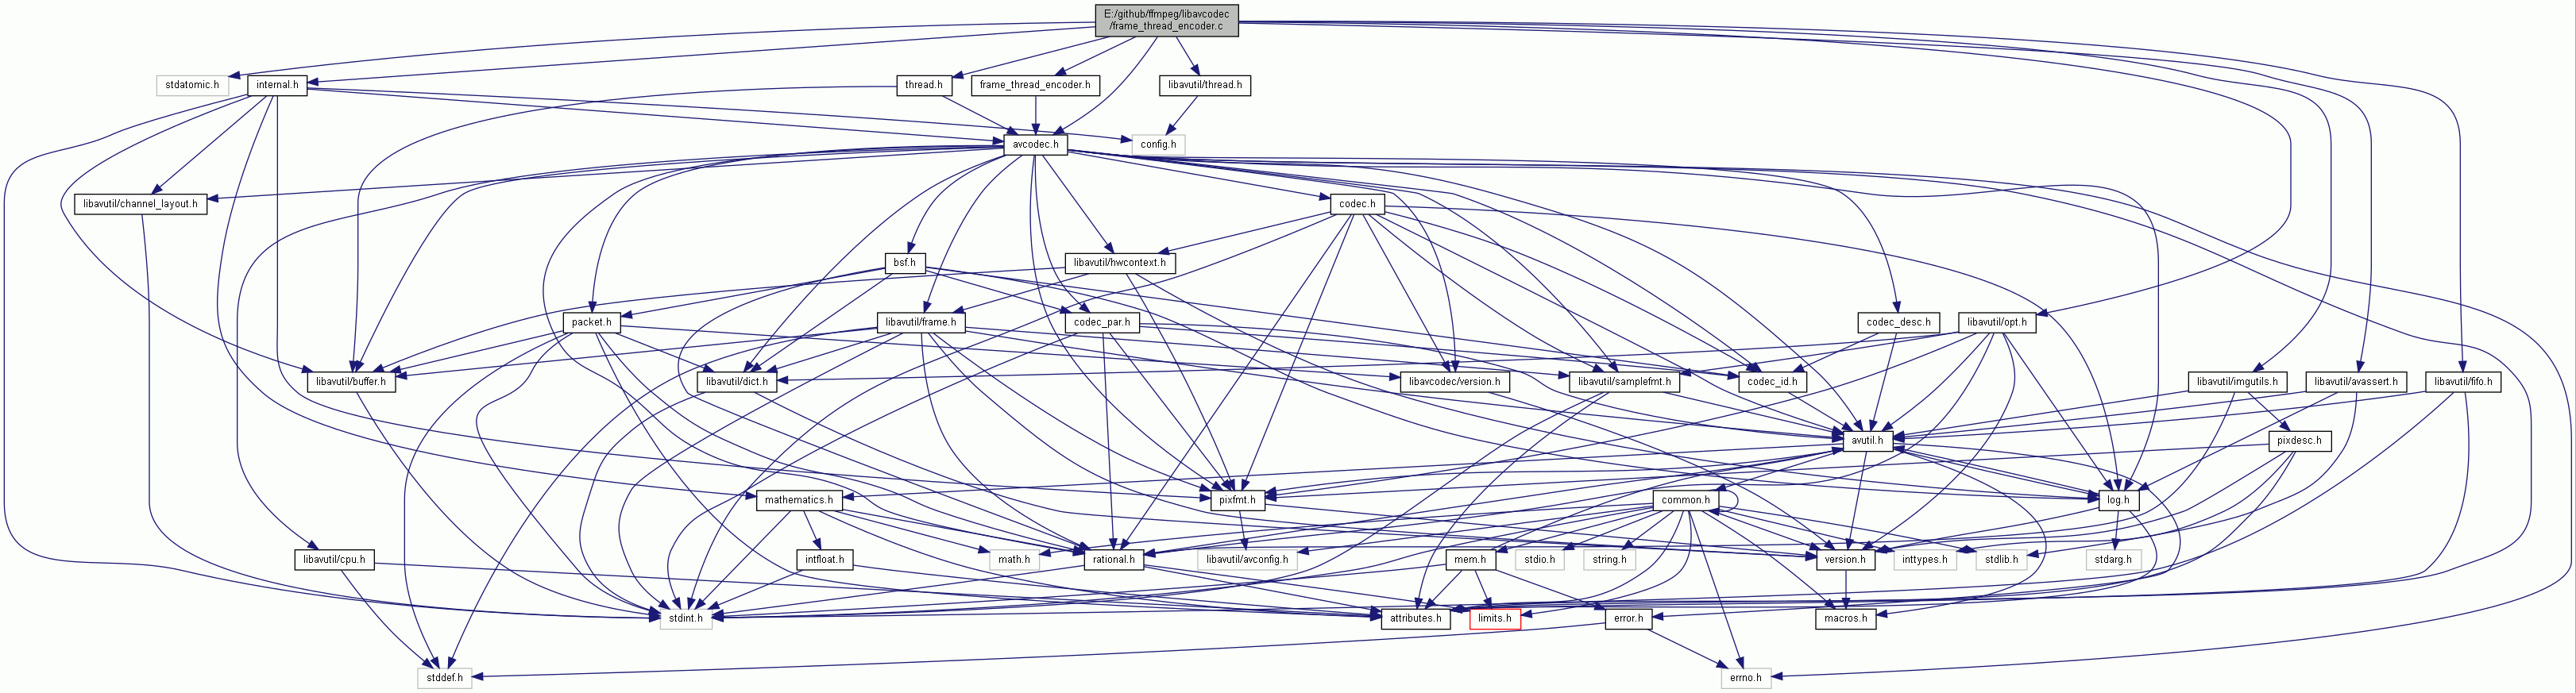 E:/github/ffmpeg/libavcodec
/frame_thread_encoder.c
stdatomic.h
internal.h
thread.h
frame_thread_encoder.h
libavutil/thread.h
avcodec.h
config.h
libavutil/channel_layout.h
codec.h
bsf.h
libavutil/hwcontext.h
packet.h
libavutil/frame.h
codec_par.h
codec_desc.h
libavutil/opt.h
libavutil/buffer.h
libavutil/dict.h
libavcodec/version.h
libavutil/samplefmt.h
codec_id.h
libavutil/imgutils.h
libavutil/avassert.h
libavutil/fifo.h
avutil.h
pixdesc.h
mathematics.h
pixfmt.h
common.h
log.h
libavutil/cpu.h
intfloat.h
math.h
rational.h
libavutil/avconfig.h
mem.h
stdio.h
string.h
version.h
inttypes.h
stdlib.h
stdarg.h
stdint.h
attributes.h
limits.h
error.h
macros.h
stddef.h
errno.h